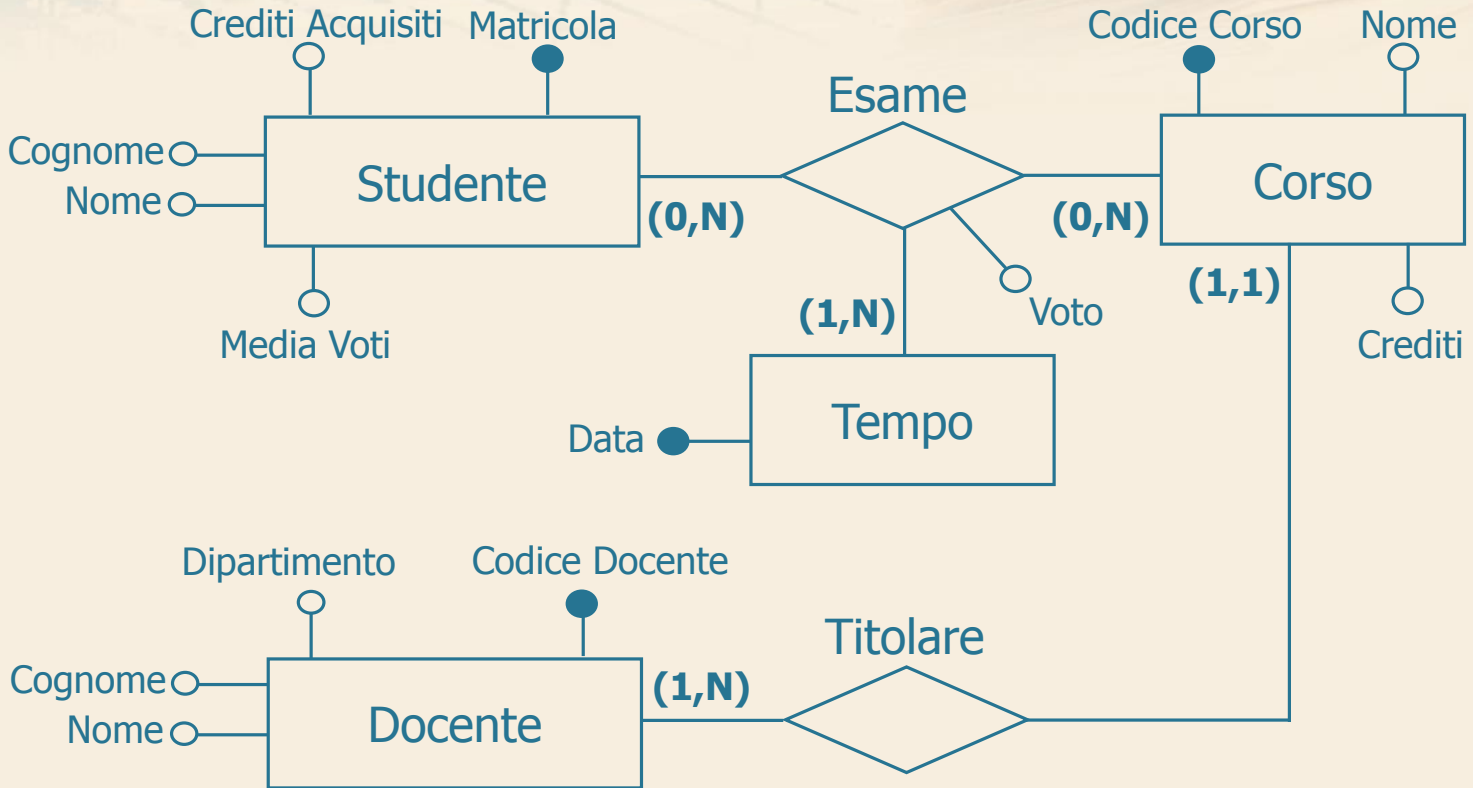 Crediti Acquisiti Matricola
Codice Corso Nome
Esame
Cognome
Nome
Studente
Corso
(0,N) (0,N)
(1,1)
(1,N)
Voto
Media Voti
Crediti
Tempo
Data
Dipartimento Codice Docente
Titolare
Cognome
Nome
(1,N)
Docente